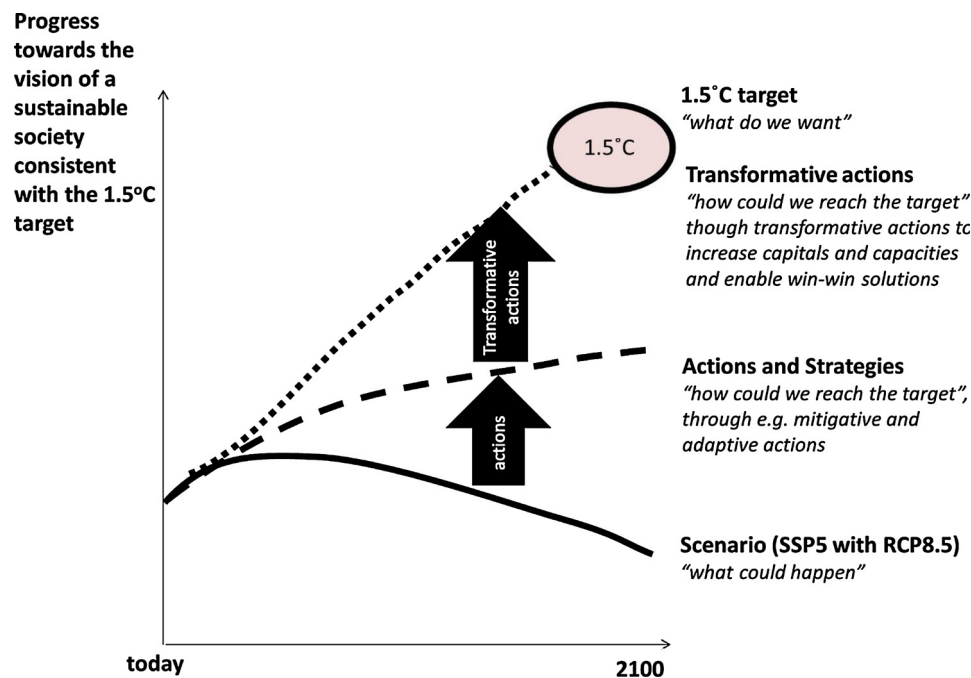 Progress
towards the
vision of a
sustainable
society
consistent
with the 1.5ºC
target
1.5˚C
1.5˚C target
“what do we want”
Transformative actions
“how could we reach the target”
though transformative actions to
increase capitals and capacities
and enable win-win solutions
Transformative
actions
Actions and Strategies
“how could we reach the target”,
through e.g. mitigative and
adaptive actions
actions
Scenario (SSP5 with RCP8.5)
“what could happen”
today
2100